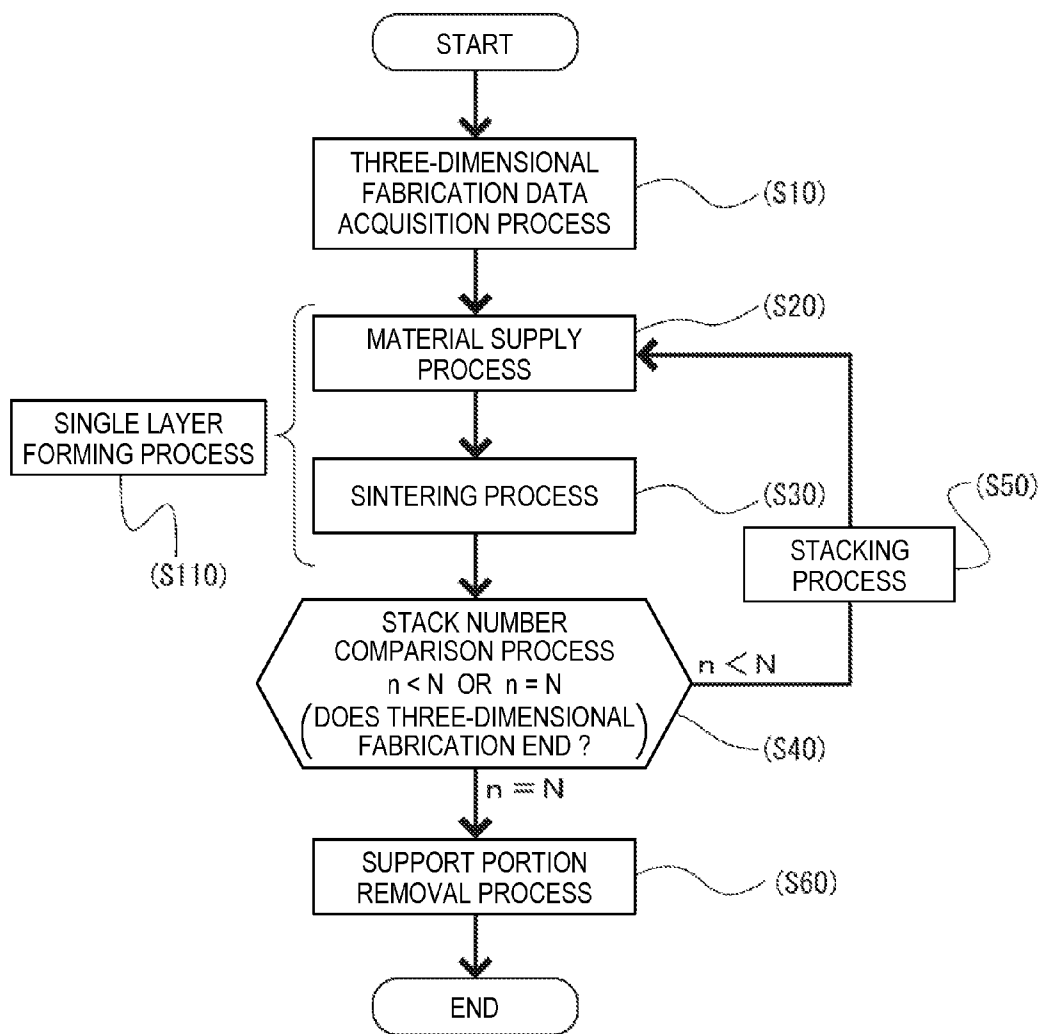 START
THREE-DIMENSIONAL
FABRICATION DATA
ACQUISITION PROCESS
(S10)
MATERIAL SUPPLY
PROCESS
(S20)
SINGLE LAYER
FORMING PROCESS
(S110)
SINTERING PROCESS
(S30)
STACKING
PROCESS
(S50)
STACK NUMBER
COMPARISON PROCESS
n < N OR n = N
(DOES THREE-DIMENSIONAL
FABRICATION END ?)
n < N
(S40)
n = N
SUPPORT PORTION
REMOVAL PROCESS
(S60)
END